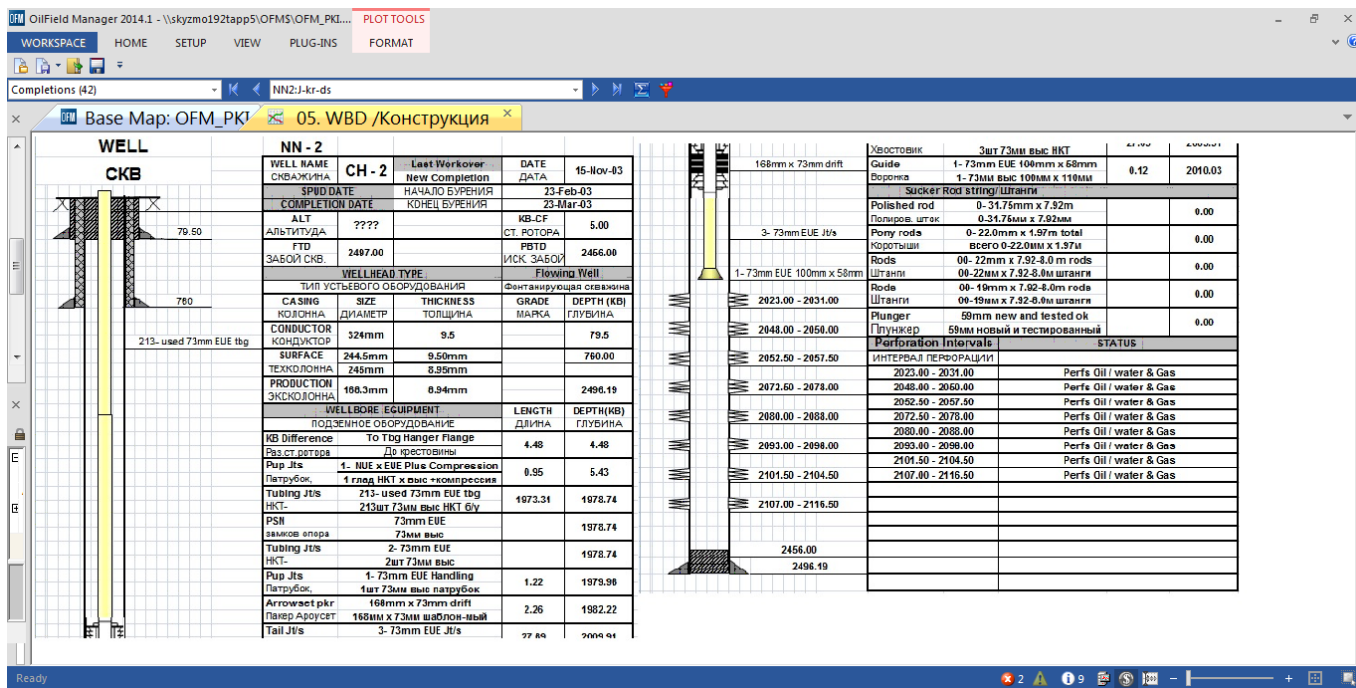 OFM OilField Manager 2014.1 - \\skyzmo192tapp5\OFMS\OFM_PKI.... PLOT TOOLS
WORKSPACE HOME SETUP VIEW PLUG-INS FORMAT
Completions (42) NN2:J-kr-ds
Base Map: OFM_PKI 05. WBD /Конструкция
WELL
СКВ
79.50
760
213- used 73mm EUE tbg
NN - 2
WELL NAME CH - 2 Last Workover DATE 15-Nov-03
СКВАЖИНА New Completion ДАТА
SPUD DATE НАЧАЛО БУРЕНИЯ 23-Feb-03
COMPLETION DATE КОНЕЦ БУРЕНИЯ 23-Mar-03
ALT ???? KB-CF 5.00
АЛЬТИТУДА СТ. РОТОРА
FTD 2497.00 PBTD 2456.00
ЗАБОЙ СКВ. ИСК. ЗАБОЙ
WELLHEAD TYPE Flowing Well
ТИП УСТЬЕВОГО ОБОРУДОВАНИЯ Фонтанирующая скважина
CASING SIZE THICKNESS GRADE DEPTH (KB)
КОЛОННА ДИАМЕТР ТОЛЩИНА МАРКА ГЛУБИНА
CONDUCTOR 324mm 9.5 79.5
КОНДУКТОР
SURFACE 244.5mm 9.50mm 760.00
ТЕХКОЛОННА 245mm 8.95mm
PRODUCTION 168.3mm 8.94mm 2496.19
ЭКСКОЛОННА
WELLBORE EGUIPMENT LENGTH DEPTH(KB)
ПОДЗЕМНОЕ ОБОРУДОВАНИЕ ДЛИНА ГЛУБИНА
KB Difference To Tbg Hanger Flange 4.48 4.48
Раз.ст.ротора До крестовины
Pup Jts 1- NUE x EUE Plus Compression 0.95 5.43
Патрубок, 1 глад НКТ x выс +компрессия
Tubing Jt/s 213- used 73mm EUE tbg 1973.31 1978.74
НКТ- 213шт 73мм выс НКТ б/у
PSN 73mm EUE 1978.74
замков опора 73мм выс
Tubing Jt/s 2- 73mm EUE 1978.74
НКТ- 2шт 73мм выс
Pup Jts 1- 73mm EUE Handling 1.22 1979.96
Патрубок, 1шт 73мм выс патрубок
Arrowset pkr 168mm x 73mm drift 2.26 1982.22
Пакер Ароусет 168мм x 73мм шаблон-мый
Tail Jt/s 3- 73mm EUE Jt/s 27.69 2009.91
168mm x 73mm drift
3- 73mm EUE Jt/s
1- 73mm EUE 100mm x 58mm
2023.00 - 2031.00
2048.00 - 2050.00
2052.50 - 2057.50
2072.50 - 2078.00
2080.00 - 2088.00
2093.00 - 2098.00
2101.50 - 2104.50
2107.00 - 2116.50
2456.00
2496.19
Хвостовик 3шт 73мм выс НКТ
Guide 1- 73mm EUE 100mm x 58mm 0.12 2010.03
Воронка 1- 73мм выс 100мм x 110мм
Sucker Rod string/Штанги
Polished rod 0- 31.75mm x 7.92m 0.00
Полиров. шток 0-31.75мм x 7.92м
Pony rods 0- 22.0mm x 1.97m total 0.00
Коротыши всего 0-22.0мм x 1.97м
Rods 00- 22mm x 7.92-8.0 m rods 0.00
Штанги 00-22мм x 7.92-8.0м штанги
Rods 00- 19mm x 7.92-8.0m rods 0.00
Штанги 00-19мм x 7.92-8.0м штанги
Plunger 59mm new and tested ok 0.00
Плунжер 59мм новый и тестированный
Perforation Intervals STATUS
ИНТЕРВАЛ ПЕРФОРАЦИИ
2023.00 - 2031.00 Perfs Oil / water & Gas
2048.00 - 2050.00 Perfs Oil / water & Gas
2052.50 - 2057.50 Perfs Oil / water & Gas
2072.50 - 2078.00 Perfs Oil / water & Gas
2080.00 - 2088.00 Perfs Oil / water & Gas
2093.00 - 2098.00 Perfs Oil / water & Gas
2101.50 - 2104.50 Perfs Oil / water & Gas
2107.00 - 2116.50 Perfs Oil / water & Gas
Ready 2 9